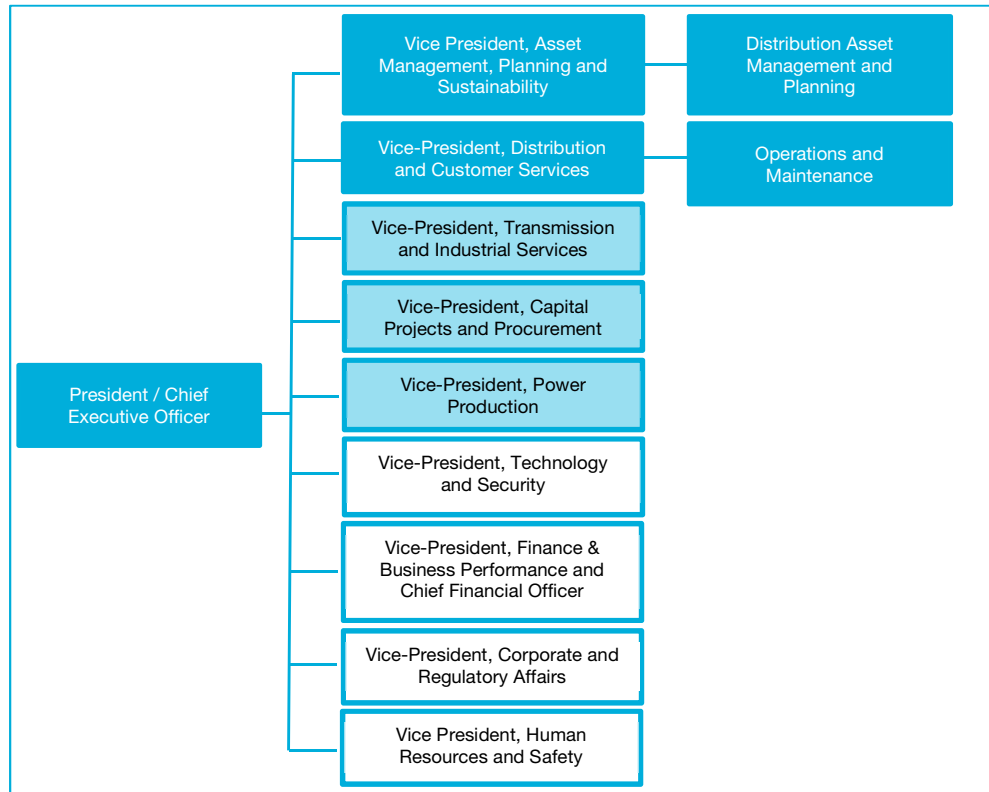 Vice President, Asset
Management, Planning and
Sustainability
Distribution Asset
Management and
Planning
Vice-President, Distribution
and Customer Services
Operations and
Maintenance
Vice-President, Transmission
and Industrial Services
Vice-President, Capital
Projects and Procurement
President / Chief
Executive Officer
Vice-President, Power
Production
Vice-President, Technology
and Security
Vice-President, Finance &
Business Performance and
Chief Financial Officer
Vice-President, Corporate and
Regulatory Affairs
Vice President, Human
Resources and Safety